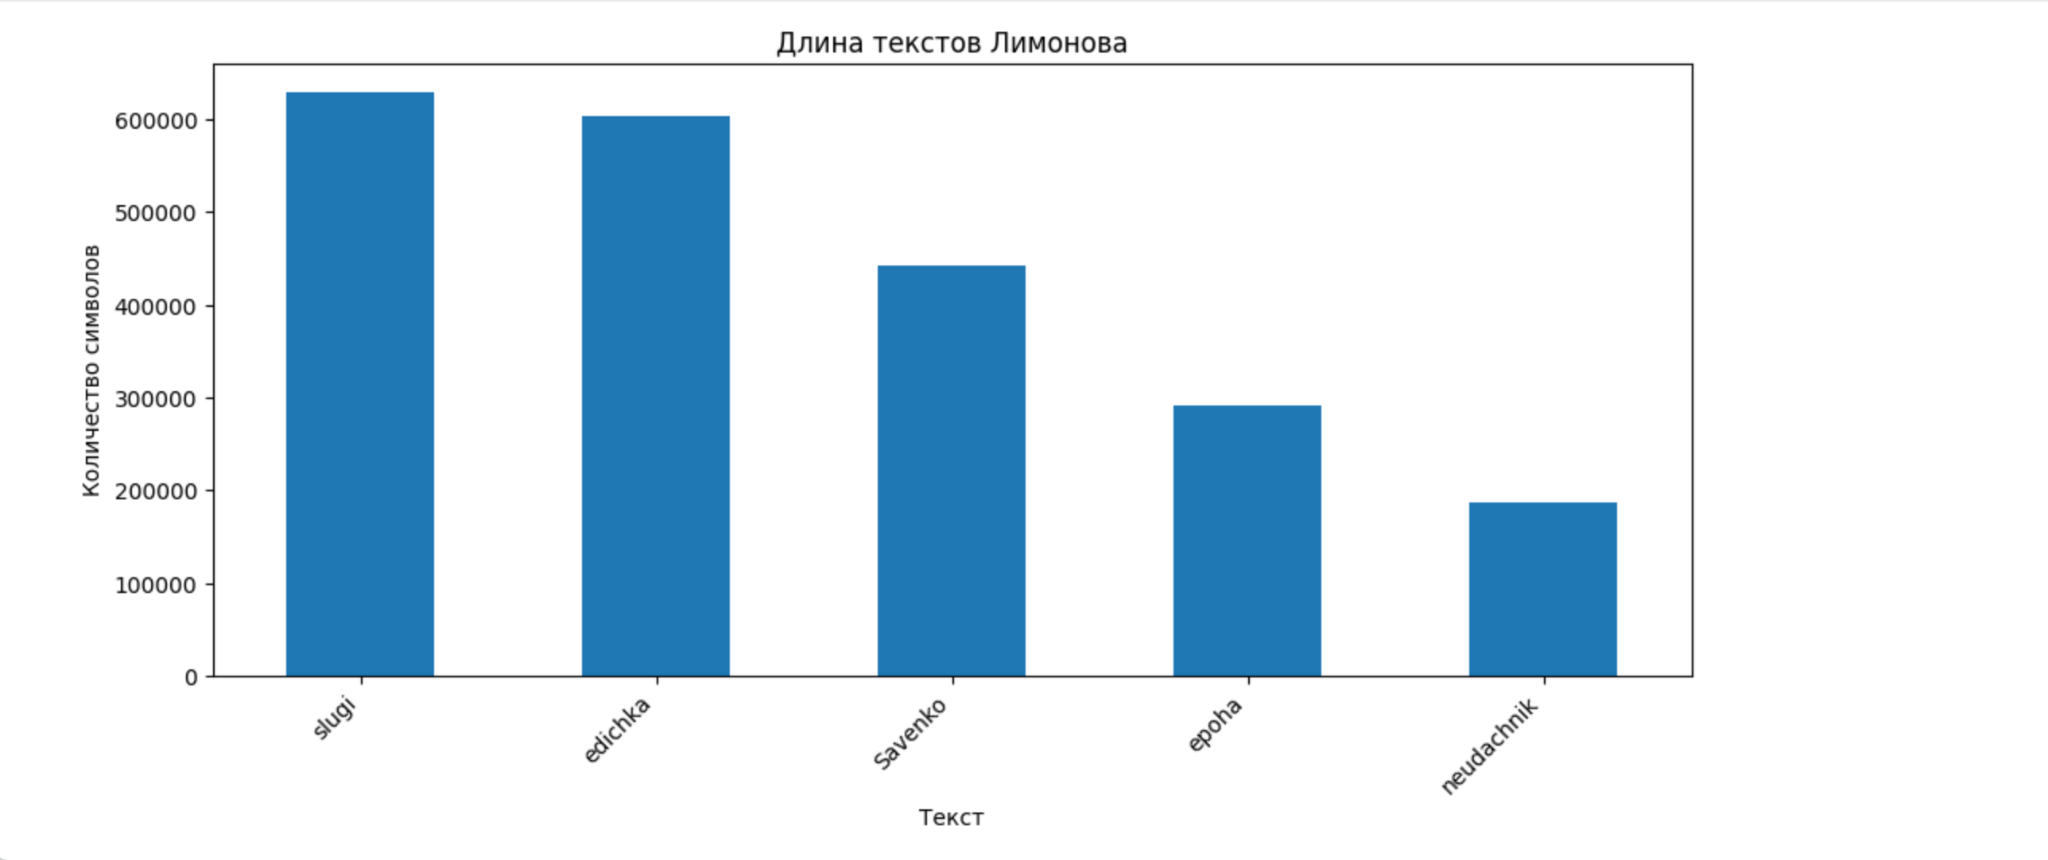 Длина текстов Лимонова
Количество символов
600000
500000
400000
300000
200000
100000
0
slugi
edichka
Savenko
epoha
neudachnik
Текст